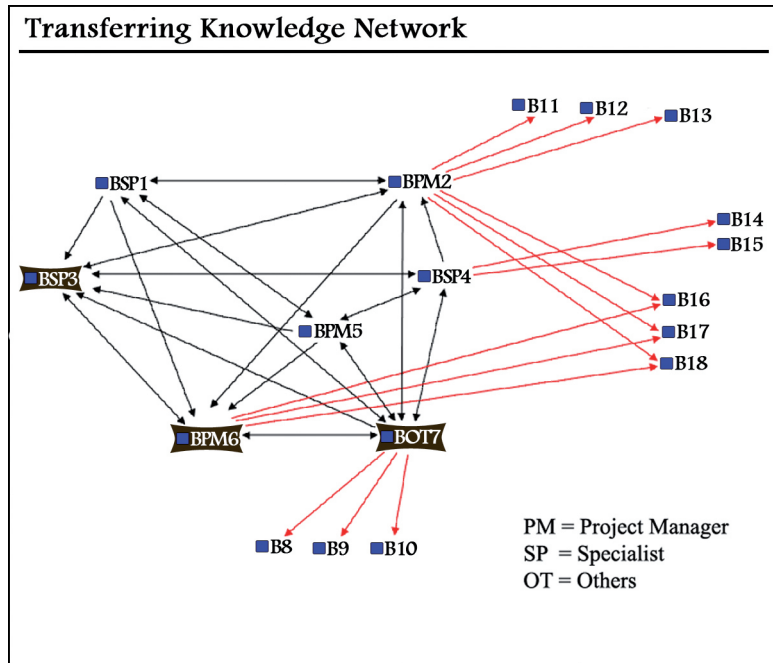 Transferring Knowledge Network
B11
B12
B13
BSP1
BPM2
B14
B15
BSP3
BSP4
B16
BPM5
B17
B18
BPM6
BOT7
B8
B9
B10
PM = Project Manager
SP = Specialist
OT = Others